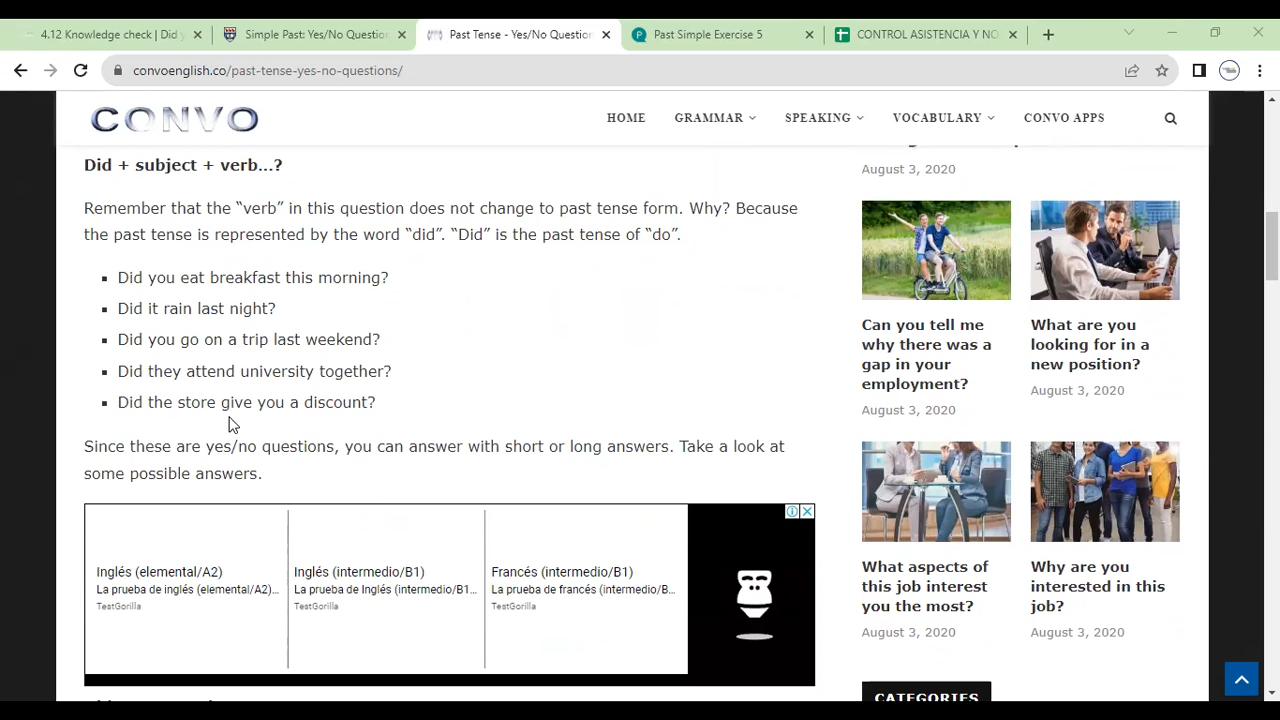 4.12 Knowledge check | Did y
Simple Past: Yes/No Question
Past Tense - Yes/No Question
Past Simple Exercise 5
CONTROL ASISTENCIA Y NO
convoenglish.co/past-tense-yes-no-questions/
CONVO
HOME
GRAMMAR
SPEAKING
VOCABULARY
CONVO APPS
Did + subject + verb...?
Remember that the “verb” in this question does not change to past tense form. Why? Because
the past tense is represented by the word “did”. “Did” is the past tense of “do”.
Did you eat breakfast this morning?
Did it rain last night?
Did you go on a trip last weekend?
Did they attend university together?
Did the store give you a discount?
Since these are yes/no questions, you can answer with short or long answers. Take a look at
some possible answers.
Inglés (elemental/A2)
La prueba de inglés (elemental/A2)...
TestGorilla
Inglés (intermedio/B1)
La prueba de Inglés (intermedio/B1...
TestGorilla
Francés (intermedio/B1)
La prueba de francés (intermedio/B...
TestGorilla
August 3, 2020
Can you tell me
why there was a
gap in your
employment?
August 3, 2020
What are you
looking for in a
new position?
August 3, 2020
What aspects of
this job interest
you the most?
August 3, 2020
Why are you
interested in this
job?
August 3, 2020
CATEGORIES